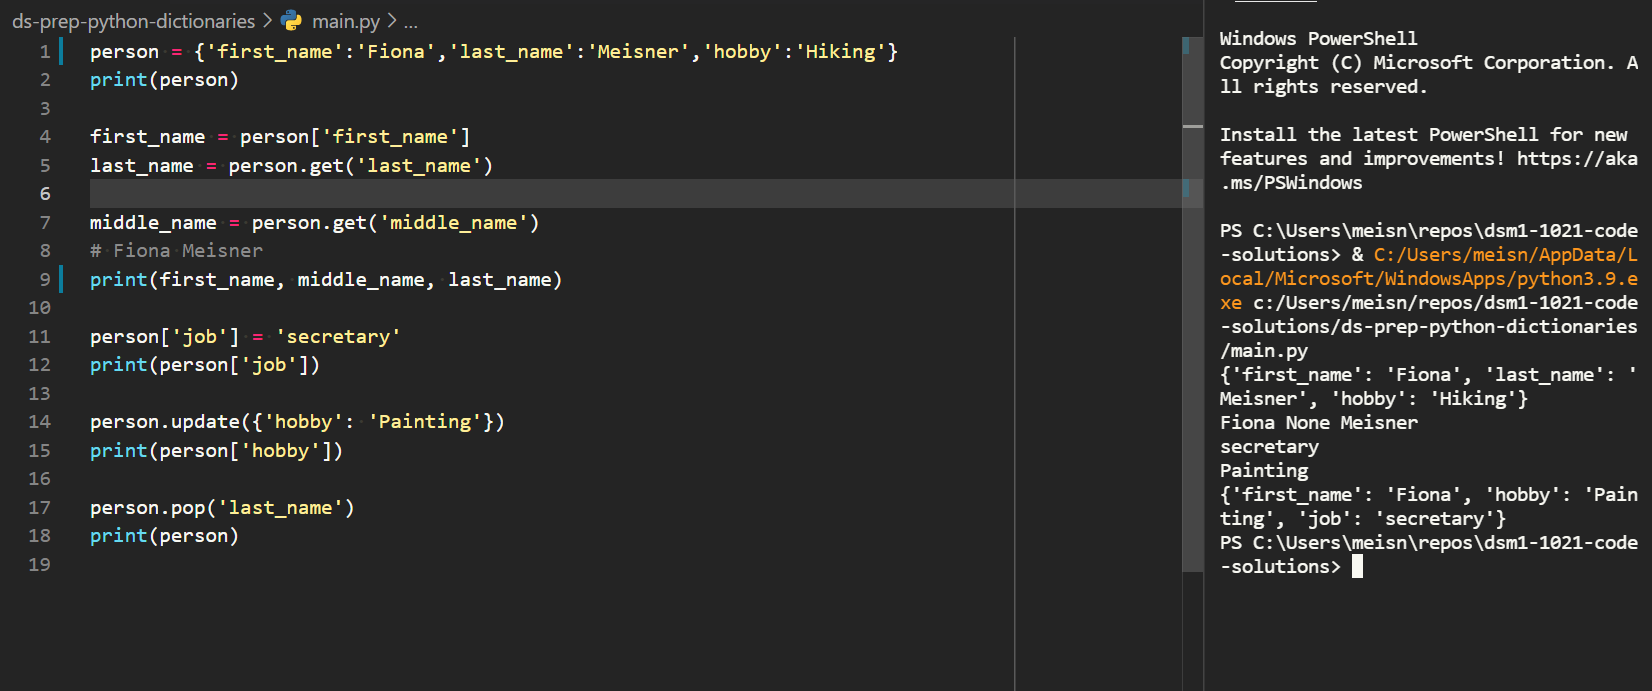 ds-prep-python-dictionaries > main.py > ...
1 person = {'first_name':'Fiona','last_name':'Meisner','hobby':'Hiking'}
2 print(person)
3
4 first_name = person['first_name']
5 last_name = person.get('last_name')
6
7 middle_name = person.get('middle_name')
8 # Fiona Meisner
9 print(first_name, middle_name, last_name)
10
11 person['job'] = 'secretary'
12 print(person['job'])
13
14 person.update({'hobby': 'Painting'})
15 print(person['hobby'])
16
17 person.pop('last_name')
18 print(person)
19
Windows PowerShell
Copyright (C) Microsoft Corporation. A
ll rights reserved.
Install the latest PowerShell for new
features and improvements! https://aka
.ms/PSWindows
PS C:\Users\meisn\repos\dsm1-1021-code
-solutions> & C:/Users/meisn/AppData/L
ocal/Microsoft/WindowsApps/python3.9.e
xe c:/Users/meisn/repos/dsm1-1021-code
-solutions/ds-prep-python-dictionaries
/main.py
{'first_name': 'Fiona', 'last_name': '
Meisner', 'hobby': 'Hiking'}
Fiona None Meisner
secretary
Painting
{'first_name': 'Fiona', 'hobby': 'Pain
ting', 'job': 'secretary'}
PS C:\Users\meisn\repos\dsm1-1021-code
-solutions>